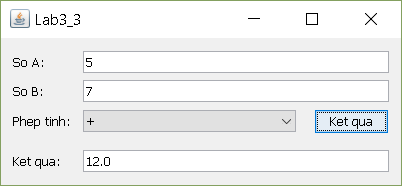 Lab3_3
So A: 5
So B: 7
Phep tinh: + Ket qua
Ket qua: 12.0